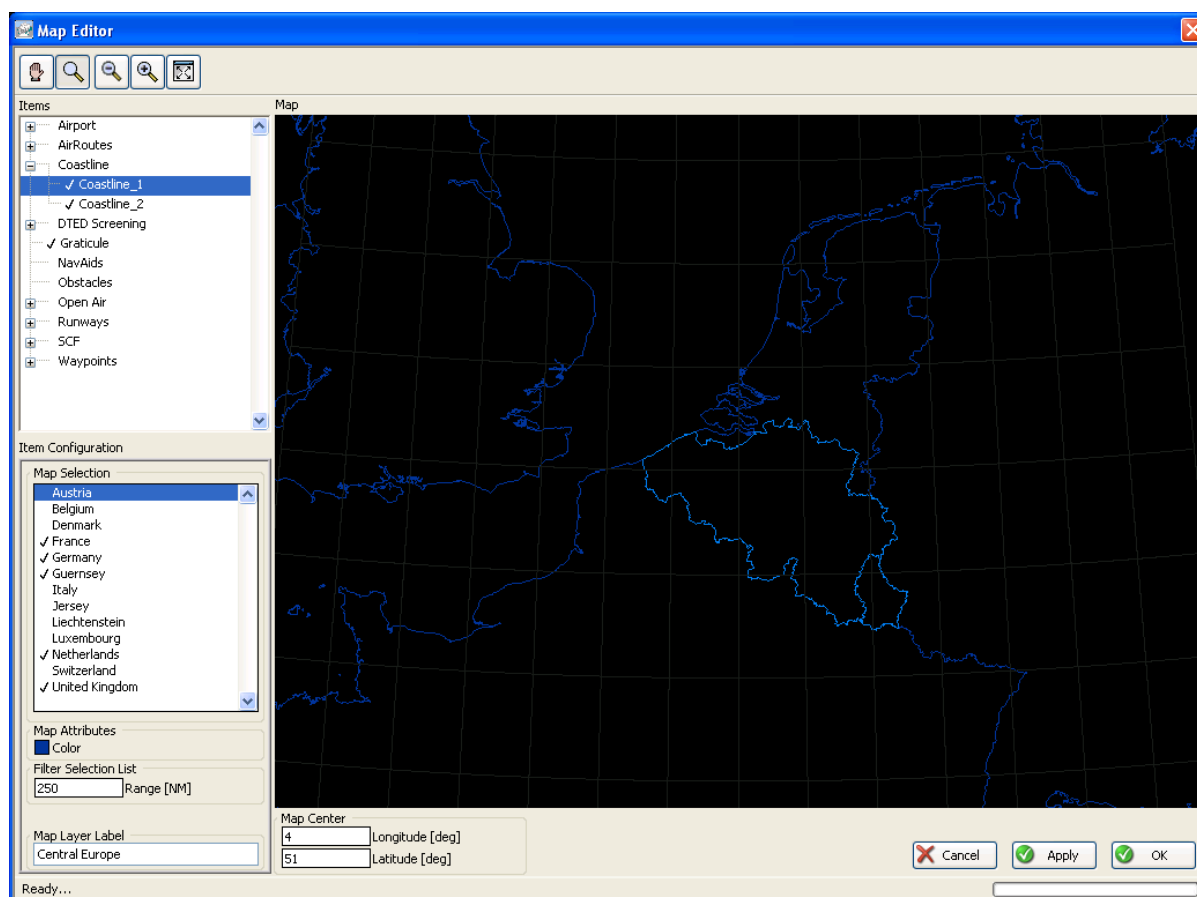 Map Editor
Items
Map
Airport
AirRoutes
Coastline
Coastline_1
Coastline_2
DTED Screening
Graticule
NavAids
Obstacles
Open Air
Runways
SCF
Waypoints
Item Configuration
Map Selection
Austria
Belgium
Denmark
France
Germany
Guernsey
Italy
Jersey
Liechtenstein
Luxembourg
Netherlands
Switzerland
United Kingdom
Map Attributes
Color
Filter Selection List
250 Range [NM]
Map Layer Label
Central Europe
Map Center
4 Longitude [deg]
51 Latitude [deg]
Cancel Apply OK
Ready...